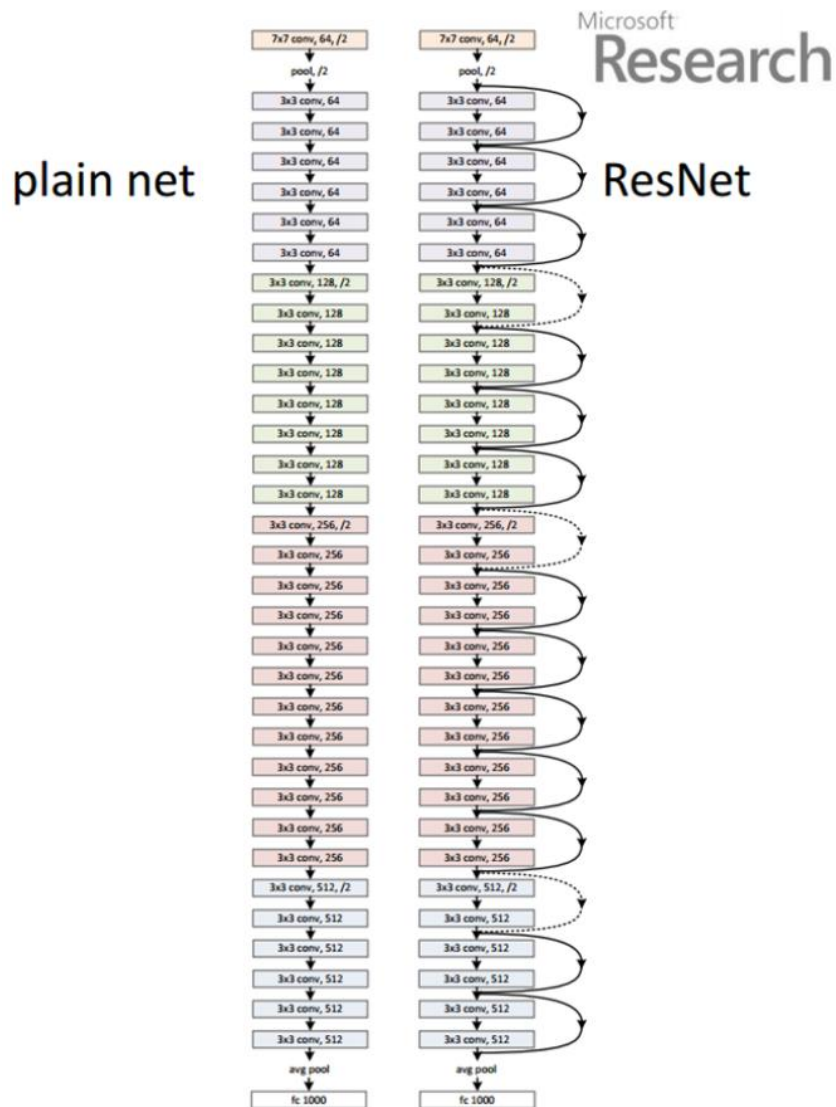 Microsoft
Research
plain net
ResNet
7x7 conv, 64, /2
pool, /2
3x3 conv, 64
3x3 conv, 64
3x3 conv, 64
3x3 conv, 64
3x3 conv, 64
3x3 conv, 64
3x3 conv, 128, /2
3x3 conv, 128
3x3 conv, 128
3x3 conv, 128
3x3 conv, 128
3x3 conv, 128
3x3 conv, 128
3x3 conv, 128
3x3 conv, 256, /2
3x3 conv, 256
3x3 conv, 256
3x3 conv, 256
3x3 conv, 256
3x3 conv, 256
3x3 conv, 256
3x3 conv, 256
3x3 conv, 256
3x3 conv, 256
3x3 conv, 256
3x3 conv, 256
3x3 conv, 512, /2
3x3 conv, 512
3x3 conv, 512
3x3 conv, 512
3x3 conv, 512
3x3 conv, 512
avg pool
fc 1000
7x7 conv, 64, /2
pool, /2
3x3 conv, 64
3x3 conv, 64
3x3 conv, 64
3x3 conv, 64
3x3 conv, 64
3x3 conv, 64
3x3 conv, 128, /2
3x3 conv, 128
3x3 conv, 128
3x3 conv, 128
3x3 conv, 128
3x3 conv, 128
3x3 conv, 128
3x3 conv, 128
3x3 conv, 256, /2
3x3 conv, 256
3x3 conv, 256
3x3 conv, 256
3x3 conv, 256
3x3 conv, 256
3x3 conv, 256
3x3 conv, 256
3x3 conv, 256
3x3 conv, 256
3x3 conv, 256
3x3 conv, 256
3x3 conv, 512, /2
3x3 conv, 512
3x3 conv, 512
3x3 conv, 512
3x3 conv, 512
3x3 conv, 512
avg pool
fc 1000